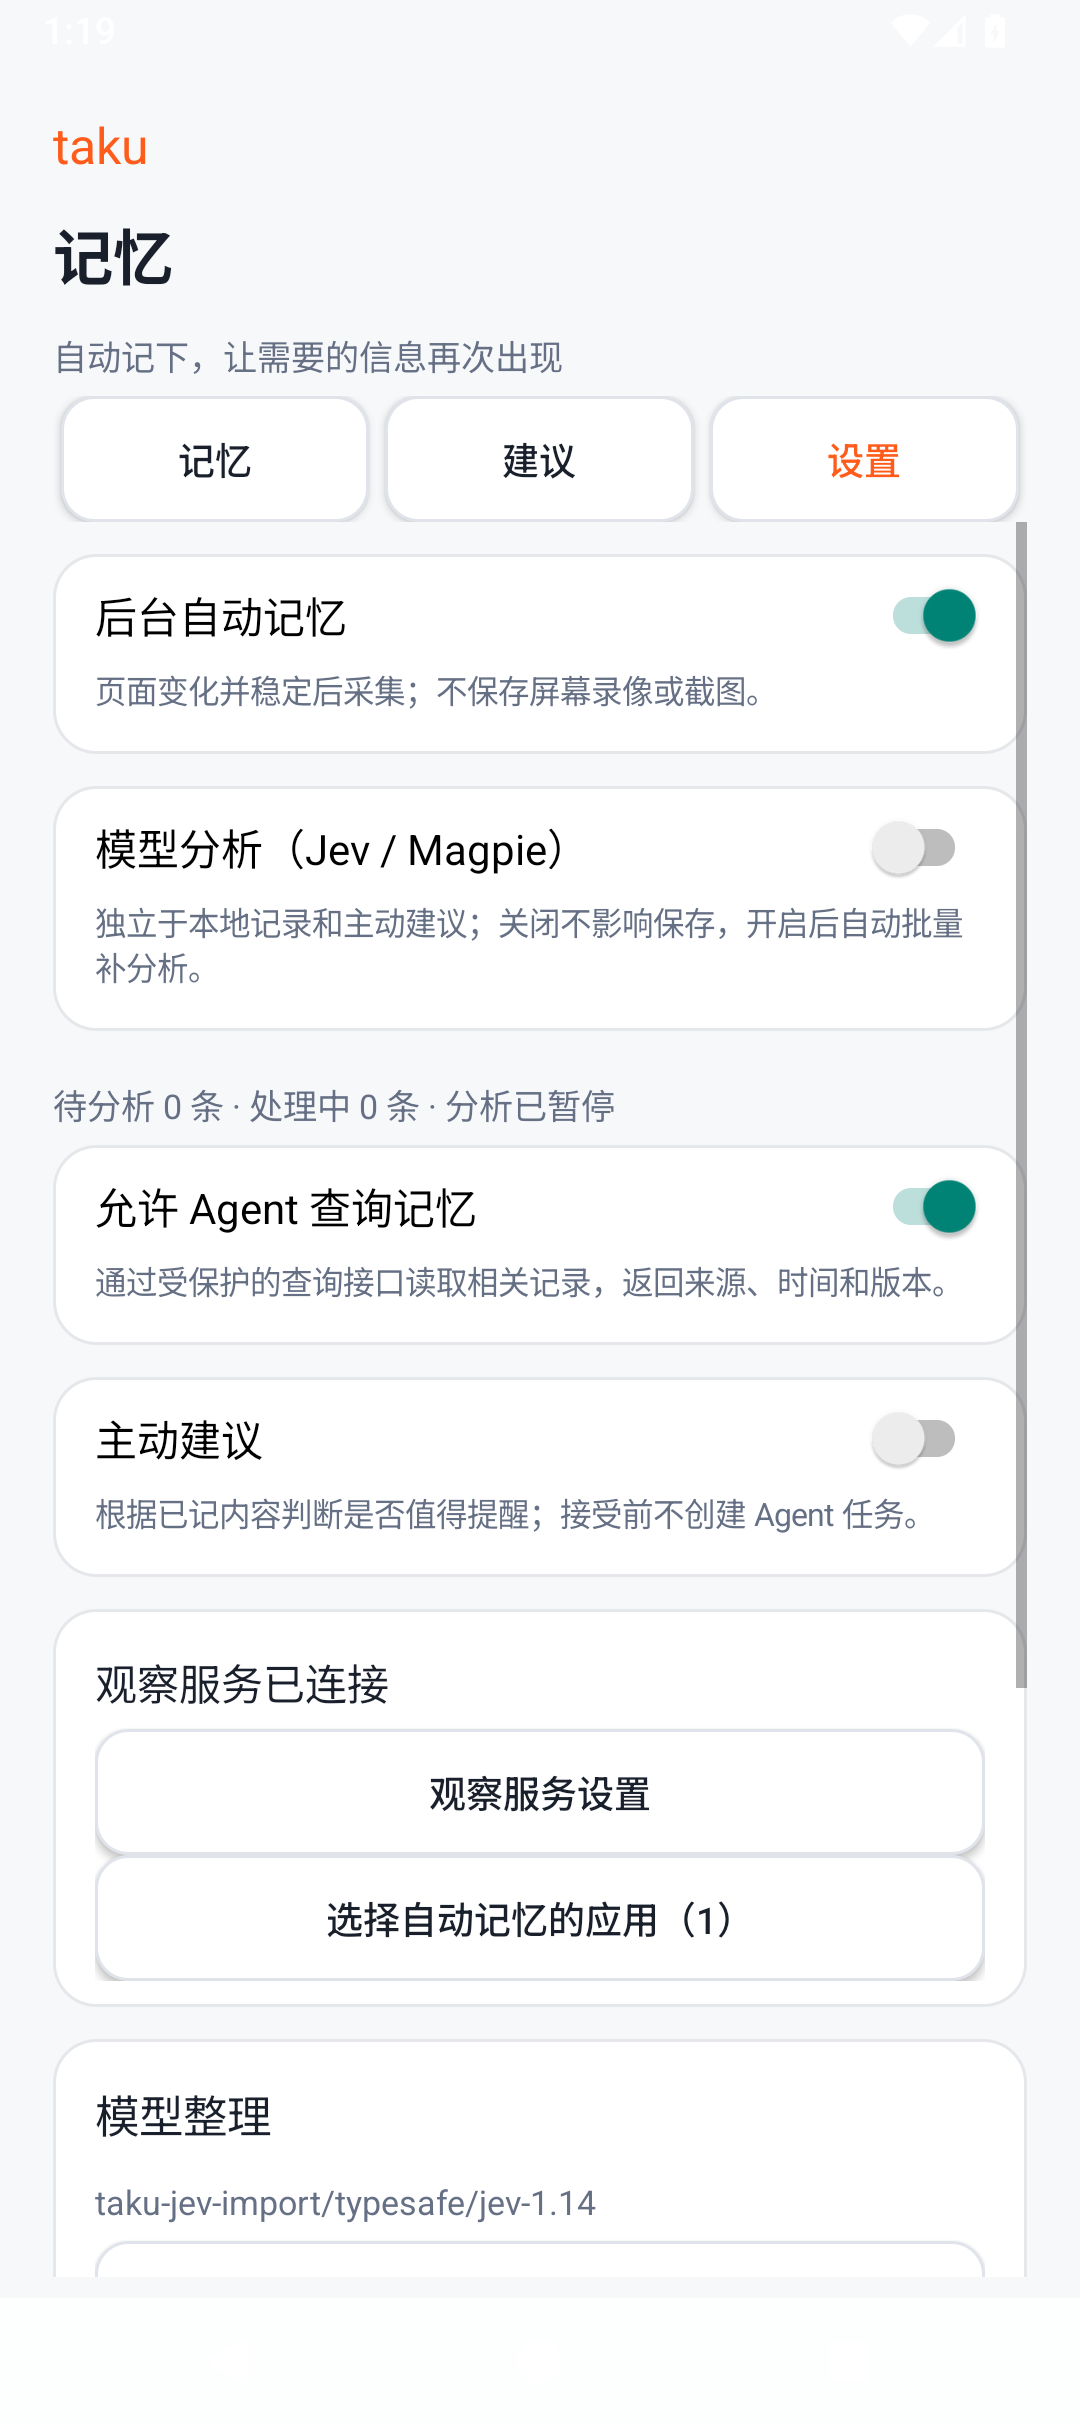 1:19
taku
记忆
自动记下，让需要的信息再次出现
记忆
建议
设置
后台自动记忆
页面变化并稳定后采集；不保存屏幕录像或截图。
模型分析（Jev / Magpie）
独立于本地记录和主动建议；关闭不影响保存，开启后自动批量
补分析。
待分析 0 条 · 处理中 0 条 · 分析已暂停
允许 Agent 查询记忆
通过受保护的查询接口读取相关记录，返回来源、时间和版本。
主动建议
根据已记内容判断是否值得提醒；接受前不创建 Agent 任务。
观察服务已连接
观察服务设置
选择自动记忆的应用（1）
模型整理
taku-jev-import/typesafe/jev-1.14